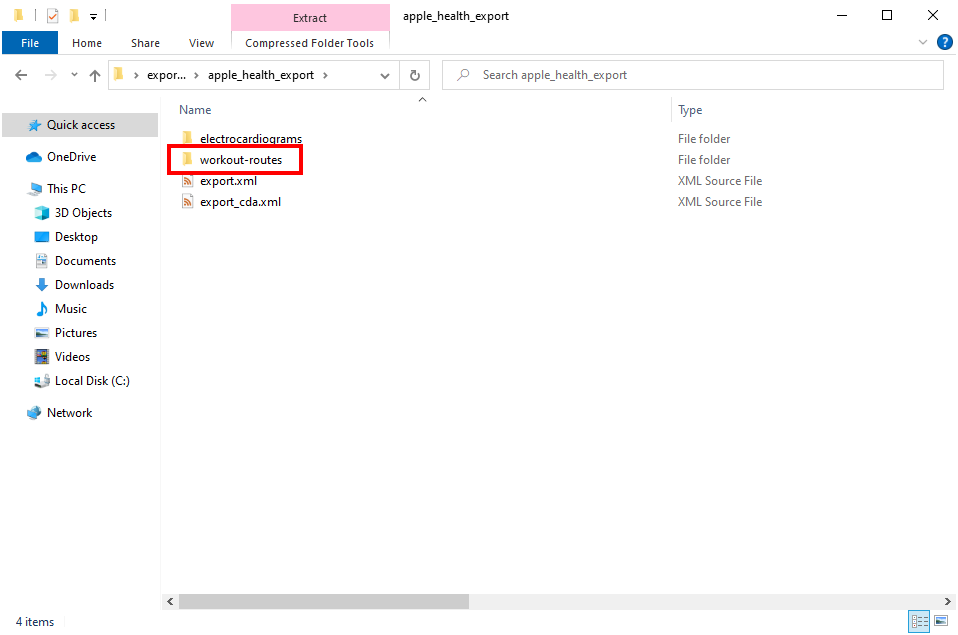 Extract
apple_health_export
File
Home
Share
View
Compressed Folder Tools
?
expor...
apple_health_export
Search apple_health_export
Name
Type
Quick access
electrocardiograms
File folder
OneDrive
workout-routes
File folder
This PC
export.xml
XML Source File
3D Objects
export_cda.xml
XML Source File
Desktop
Documents
Downloads
Music
Pictures
Videos
Local Disk (C:)
Network
4 items